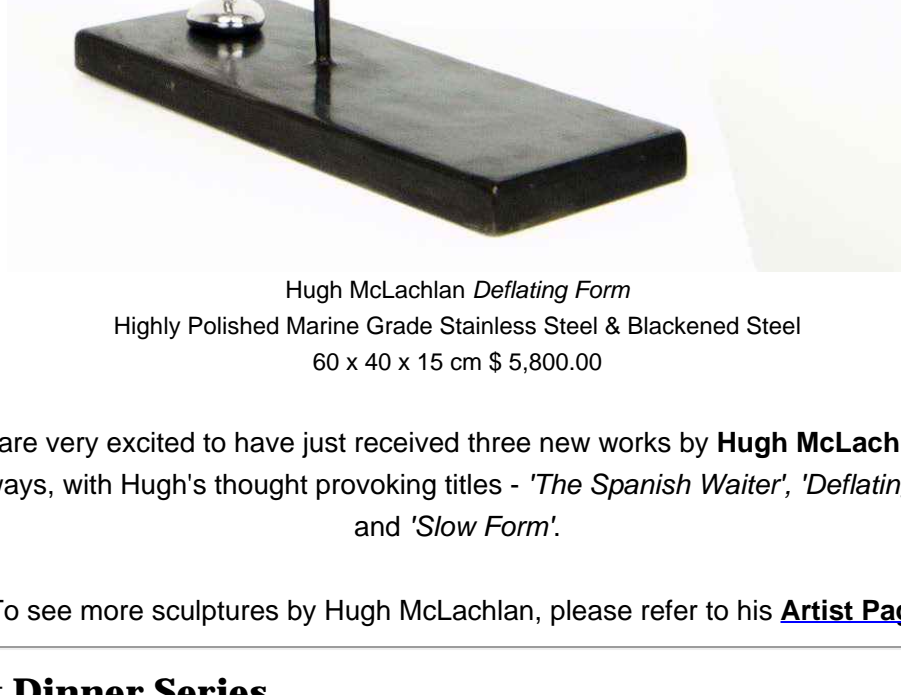 Hugh McLachlan Deflating Form
Highly Polished Marine Grade Stainless Steel & Blackened Steel
60 x 40 x 15 cm $ 5,800.00
are very excited to have just received three new works by Hugh McLach
ways, with Hugh's thought provoking titles - 'The Spanish Waiter', 'Deflatin
and 'Slow Form'.
To see more sculptures by Hugh McLachlan, please refer to his Artist Pag
Dinner Series